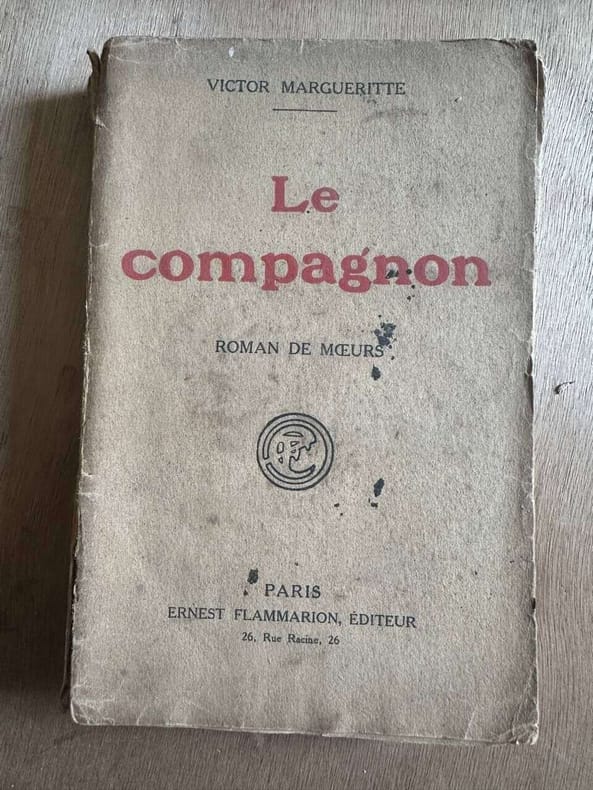 VICTOR MARGUERITTE
Le
compagnon
ROMAN DE MŒURS
PARIS
ERNEST FLAMMARION, ÉDITEUR
26, Rue Racine, 26